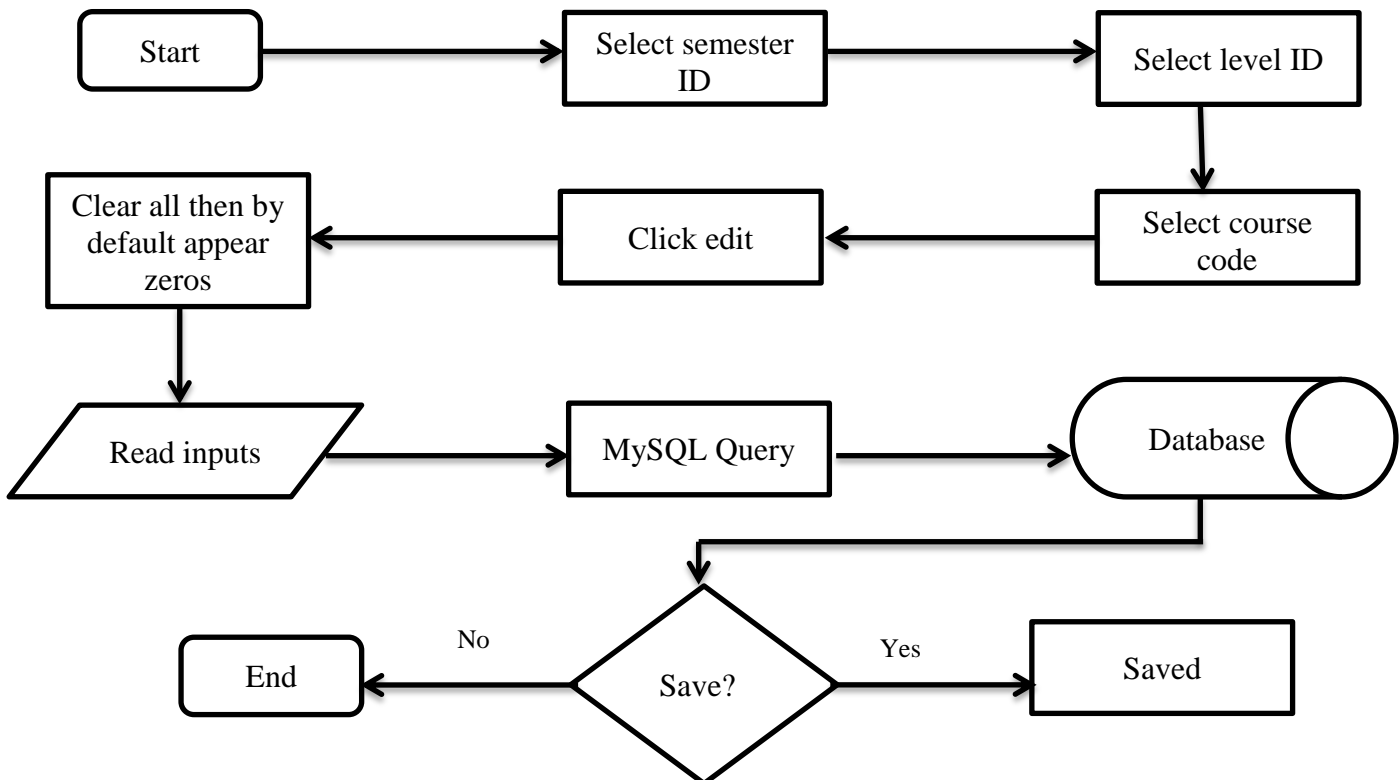 Start
Select semester
ID
Select level ID
Select course
code
Click edit
Clear all then by
default appear
zeros
Read inputs
MySQL Query
Database
Save?
No
End
Yes
Saved